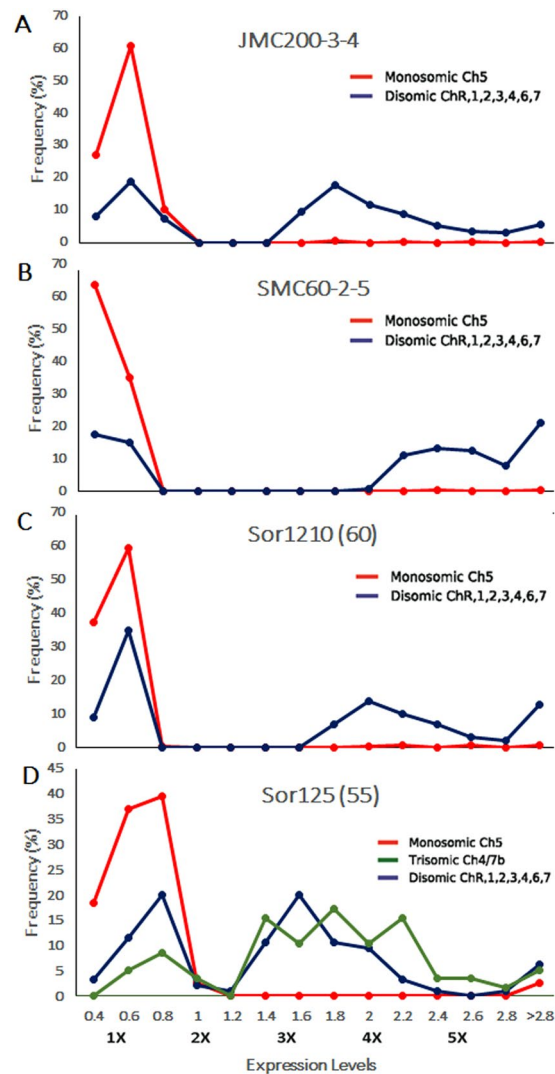 A
JMC200-3-4
Frequency (%)
70
60
50
40
30
20
10
0
Monosomic Ch5
Disomic ChR,1,2,3,4,6,7
B
SMC60-2-5
Frequency (%)
70
60
50
40
30
20
10
0
Monosomic Ch5
Disomic ChR,1,2,3,4,6,7
C
Sor1210 (60)
Frequency (%)
70
60
50
40
30
20
10
0
Monosomic Ch5
Disomic ChR,1,2,3,4,6,7
D
Sor125 (55)
Frequency (%)
45
40
35
30
25
20
15
10
5
0
Monosomic Ch5
Trisomic Ch4/7b
Disomic ChR,1,2,3,4,6,7
0.4 0.6 0.8 1 1.2 1.4 1.6 1.8 2 2.2 2.4 2.6 2.8 >2.8
1X 2X 3X 4X 5X
Expression Levels